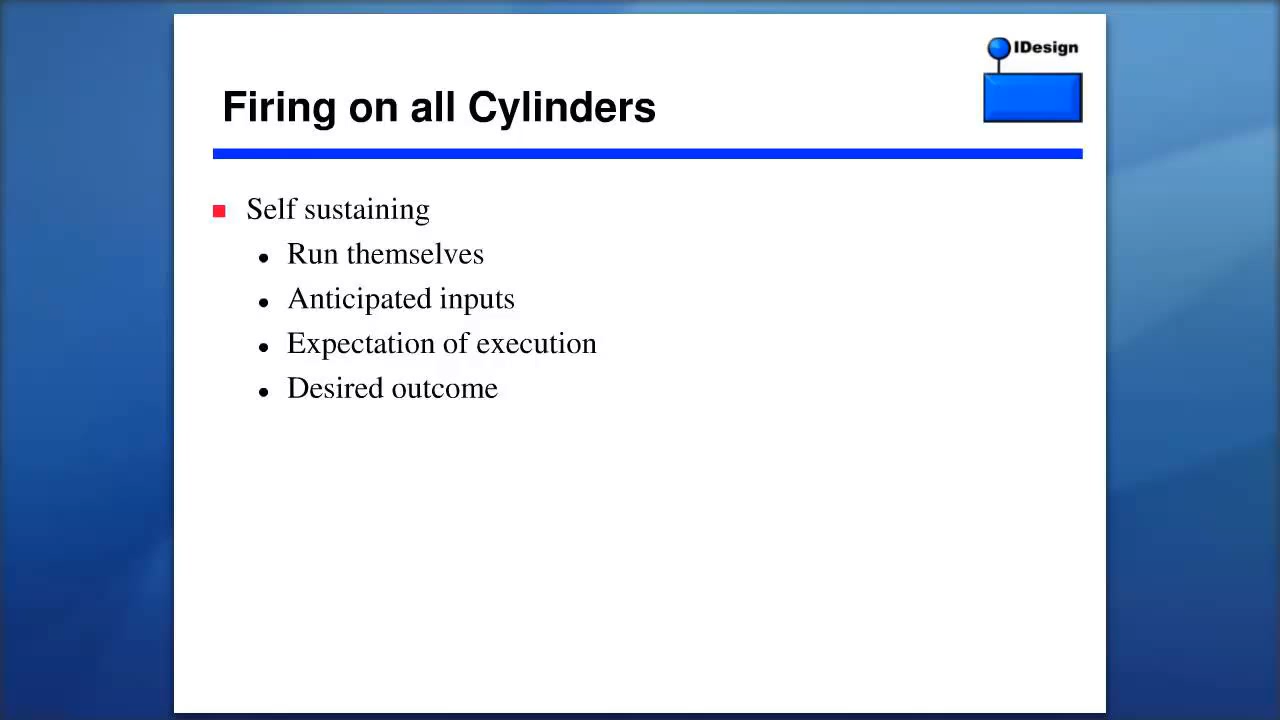 IDesign
Firing on all Cylinders
Self sustaining
Run themselves
Anticipated inputs
Expectation of execution
Desired outcome